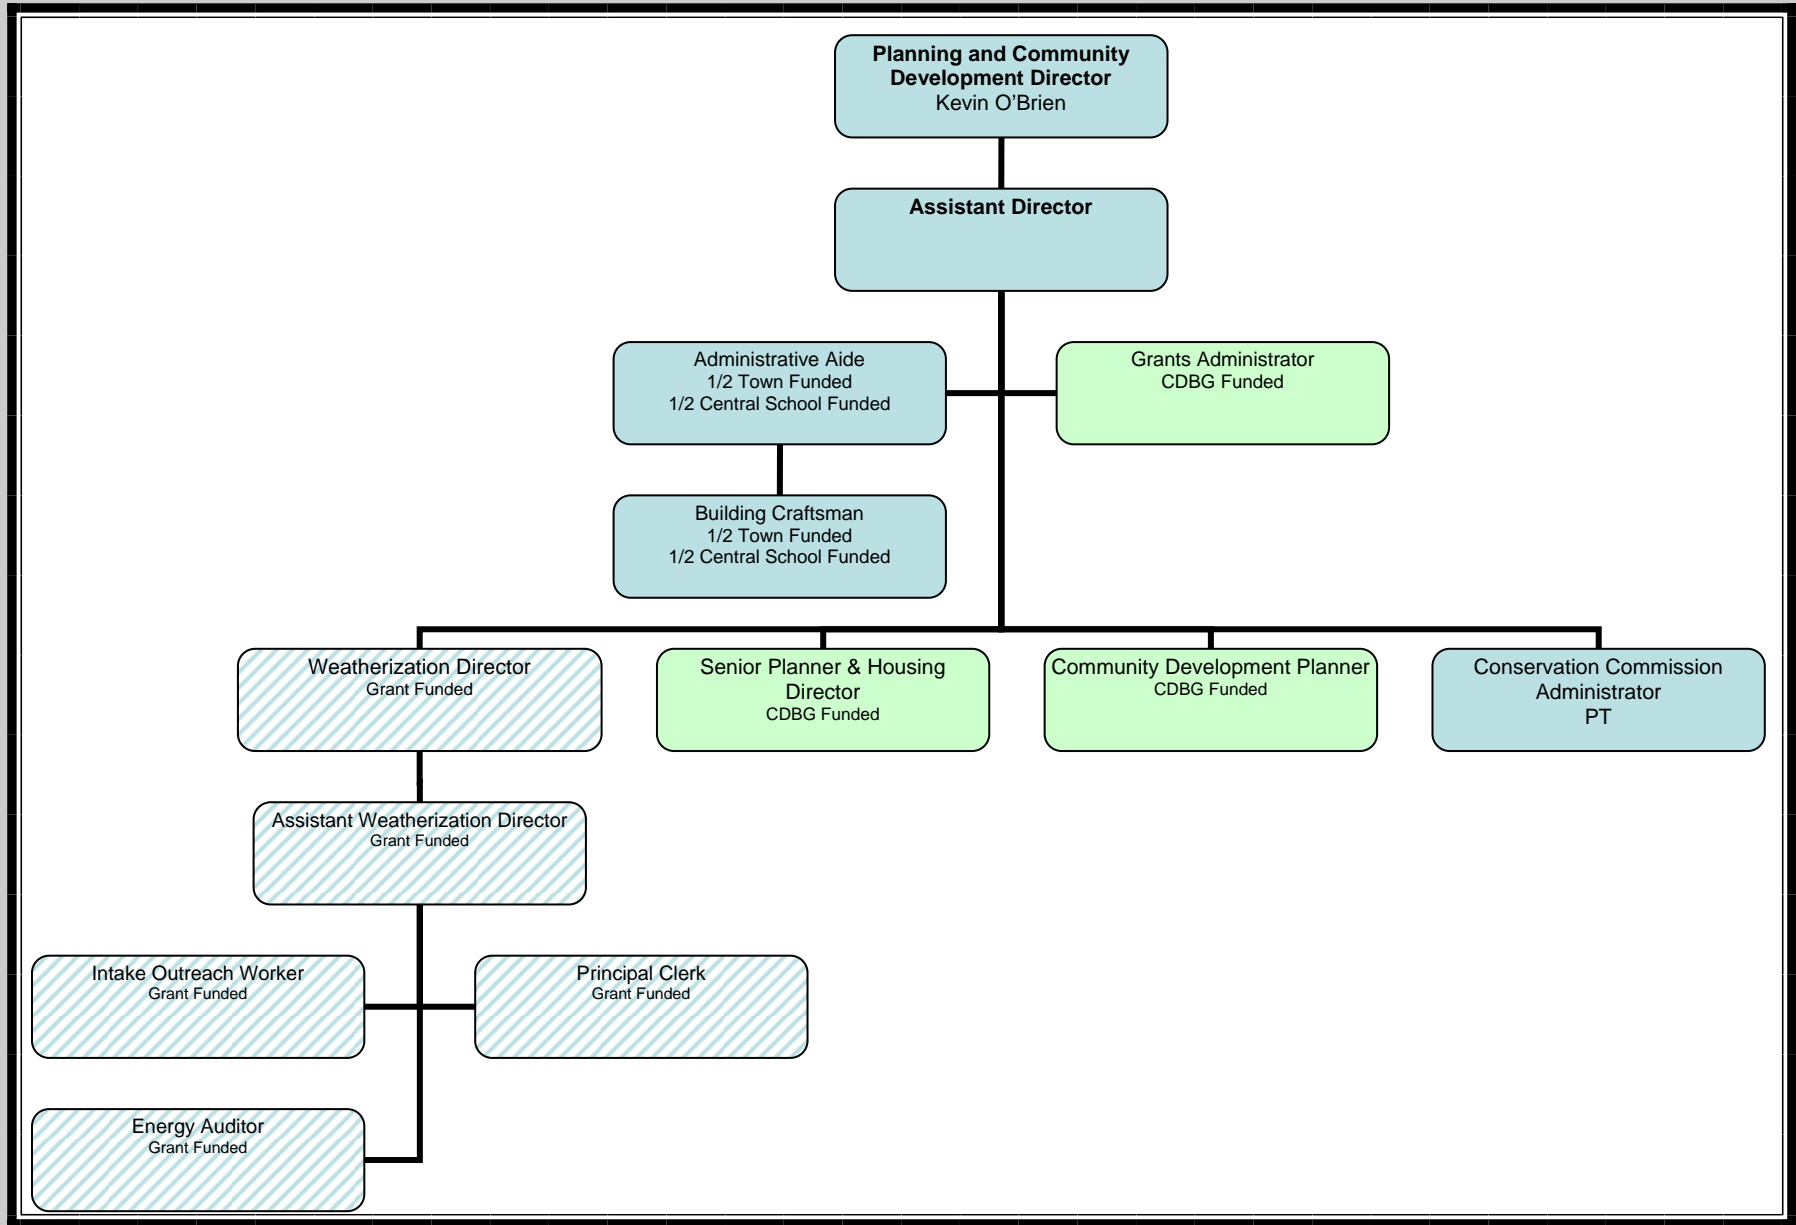 Planning and Community
Development Director
Kevin O’Brien
Assistant Director
Administrative Aide
1/2 Town Funded
1/2 Central School Funded
Grants Administrator
CDBG Funded
Building Craftsman
1/2 Town Funded
1/2 Central School Funded
Weatherization Director
Grant Funded
Senior Planner & Housing
Director
CDBG Funded
Community Development Planner
CDBG Funded
Conservation Commission
Administrator
PT
Assistant Weatherization Director
Grant Funded
Intake Outreach Worker
Grant Funded
Principal Clerk
Grant Funded
Energy Auditor
Grant Funded